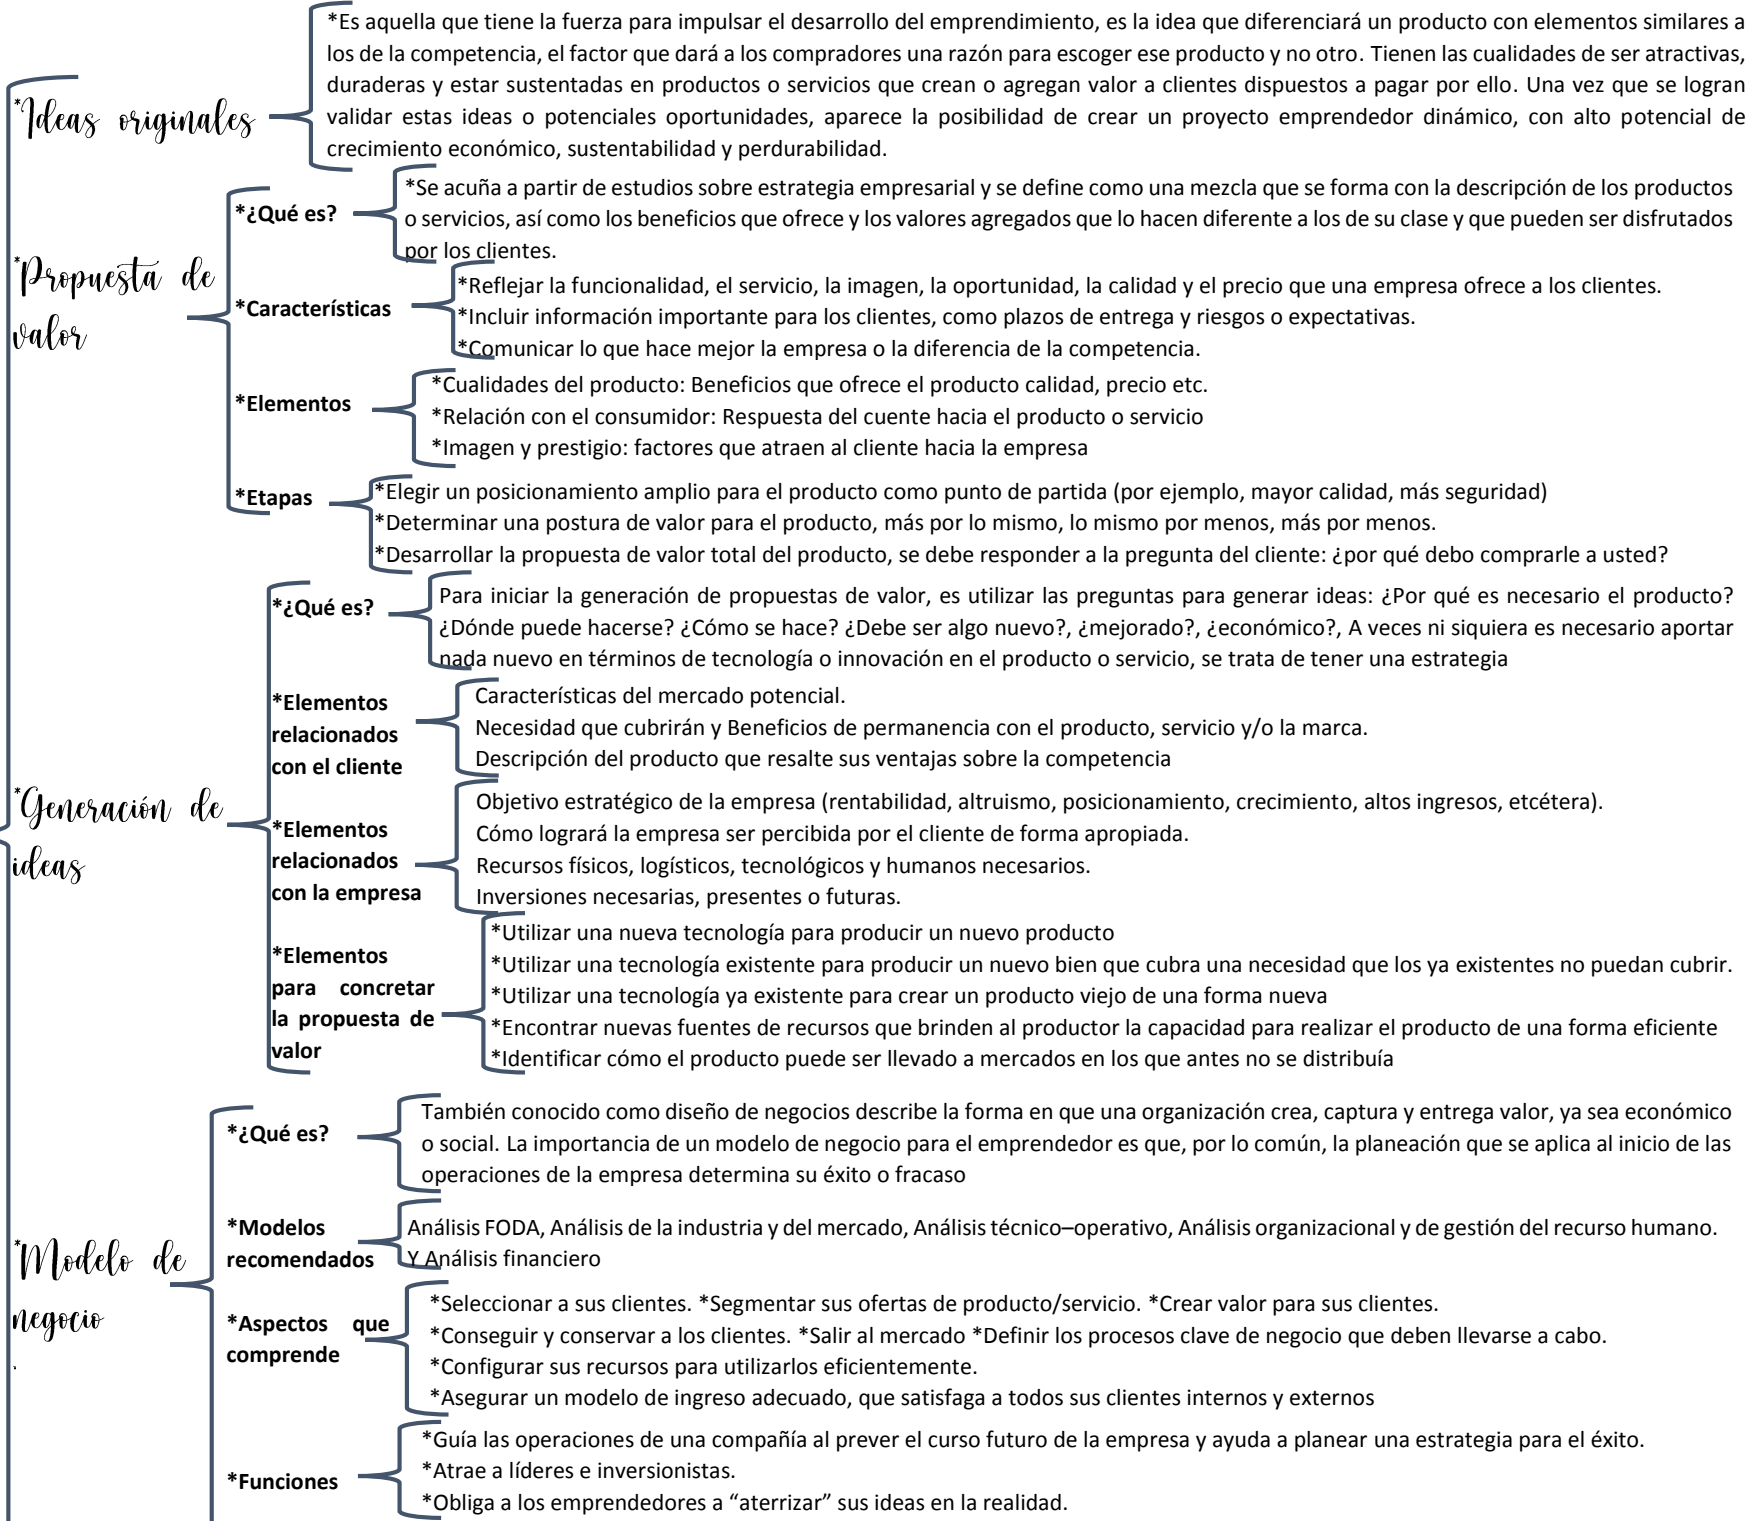 *Ideas originales
*Es aquella que tiene la fuerza para impulsar el desarrollo del emprendimiento, es la idea que diferenciará un producto con elementos similares a
los de la competencia, el factor que dará a los compradores una razón para escoger ese producto y no otro. Tienen las cualidades de ser atractivas,
duraderas y estar sustentadas en productos o servicios que crean o agregan valor a clientes dispuestos a pagar por ello. Una vez que se logran
validar estas ideas o potenciales oportunidades, aparece la posibilidad de crear un proyecto emprendedor dinámico, con alto potencial de
crecimiento económico, sustentabilidad y perdurabilidad.
*Propuesta de
valor
*¿Qué es?
*Se acuña a partir de estudios sobre estrategia empresarial y se define como una mezcla que se forma con la descripción de los productos
o servicios, así como los beneficios que ofrece y los valores agregados que lo hacen diferente a los de su clase y que pueden ser disfrutados
por los clientes.
*Características
*Reflejar la funcionalidad, el servicio, la imagen, la oportunidad, la calidad y el precio que una empresa ofrece a los clientes.
*Incluir información importante para los clientes, como plazos de entrega y riesgos o expectativas.
*Comunicar lo que hace mejor la empresa o la diferencia de la competencia.
*Elementos
*Cualidades del producto: Beneficios que ofrece el producto calidad, precio etc.
*Relación con el consumidor: Respuesta del cuente hacia el producto o servicio
*Imagen y prestigio: factores que atraen al cliente hacia la empresa
*Etapas
*Elegir un posicionamiento amplio para el producto como punto de partida (por ejemplo, mayor calidad, más seguridad)
*Determinar una postura de valor para el producto, más por lo mismo, lo mismo por menos, más por menos.
*Desarrollar la propuesta de valor total del producto, se debe responder a la pregunta del cliente: ¿por qué debo comprarle a usted?
*Generación de
ideas
*¿Qué es?
Para iniciar la generación de propuestas de valor, es utilizar las preguntas para generar ideas: ¿Por qué es necesario el producto?
¿Dónde puede hacerse? ¿Cómo se hace? ¿Debe ser algo nuevo?, ¿mejorado?, ¿económico?, A veces ni siquiera es necesario aportar
nada nuevo en términos de tecnología o innovación en el producto o servicio, se trata de tener una estrategia
*Elementos
relacionados
con el cliente
Características del mercado potencial.
Necesidad que cubrirán y Beneficios de permanencia con el producto, servicio y/o la marca.
Descripción del producto que resalte sus ventajas sobre la competencia
*Elementos
relacionados
con la empresa
Objetivo estratégico de la empresa (rentabilidad, altruismo, posicionamiento, crecimiento, altos ingresos, etcétera).
Cómo logrará la empresa ser percibida por el cliente de forma apropiada.
Recursos físicos, logísticos, tecnológicos y humanos necesarios.
Inversiones necesarias, presentes o futuras.
*Elementos
para concretar
la propuesta de
valor
*Utilizar una nueva tecnología para producir un nuevo producto
*Utilizar una tecnología existente para producir un nuevo bien que cubra una necesidad que los ya existentes no puedan cubrir.
*Utilizar una tecnología ya existente para crear un producto viejo de una forma nueva
*Encontrar nuevas fuentes de recursos que brinden al productor la capacidad para realizar el producto de una forma eficiente
*Identificar cómo el producto puede ser llevado a mercados en los que antes no se distribuía
*Modelo de
negocio
.
*¿Qué es?
También conocido como diseño de negocios describe la forma en que una organización crea, captura y entrega valor, ya sea económico
o social. La importancia de un modelo de negocio para el emprendedor es que, por lo común, la planeación que se aplica al inicio de las
operaciones de la empresa determina su éxito o fracaso
*Modelos
recomendados
Análisis FODA, Análisis de la industria y del mercado, Análisis técnico–operativo, Análisis organizacional y de gestión del recurso humano.
Y Análisis financiero
*Aspectos que
comprende
*Seleccionar a sus clientes. *Segmentar sus ofertas de producto/servicio. *Crear valor para sus clientes.
*Conseguir y conservar a los clientes. *Salir al mercado *Definir los procesos clave de negocio que deben llevarse a cabo.
*Configurar sus recursos para utilizarlos eficientemente.
*Asegurar un modelo de ingreso adecuado, que satisfaga a todos sus clientes internos y externos
*Funciones
*Guía las operaciones de una compañía al prever el curso futuro de la empresa y ayuda a planear una estrategia para el éxito.
*Atrae a líderes e inversionistas.
*Obliga a los emprendedores a “aterrizar” sus ideas en la realidad.